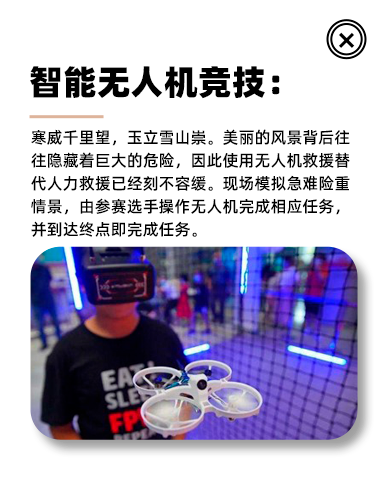 智能无人机竞技：
寒威千里望，玉立雪山崇。美丽的风景背后往
往隐藏着巨大的危险，因此使用无人机救援替
代人力救援已经刻不容缓。现场模拟急难险重
情景，由参赛选手操作无人机完成相应任务，
并到达终点即完成任务。
EAT
SLEE
FP
REPEAT